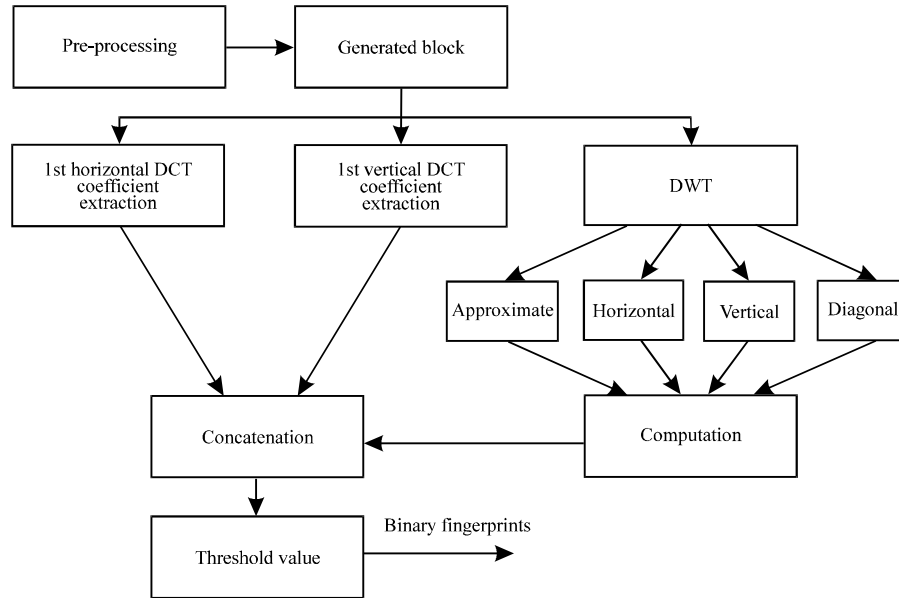 Pre-processing
Generated block
1st horizontal DCT
coefficient
extraction
1st vertical DCT
coefficient
extraction
DWT
Approximate
Horizontal
Vertical
Diagonal
Concatenation
Computation
Threshold value
Binary fingerprints